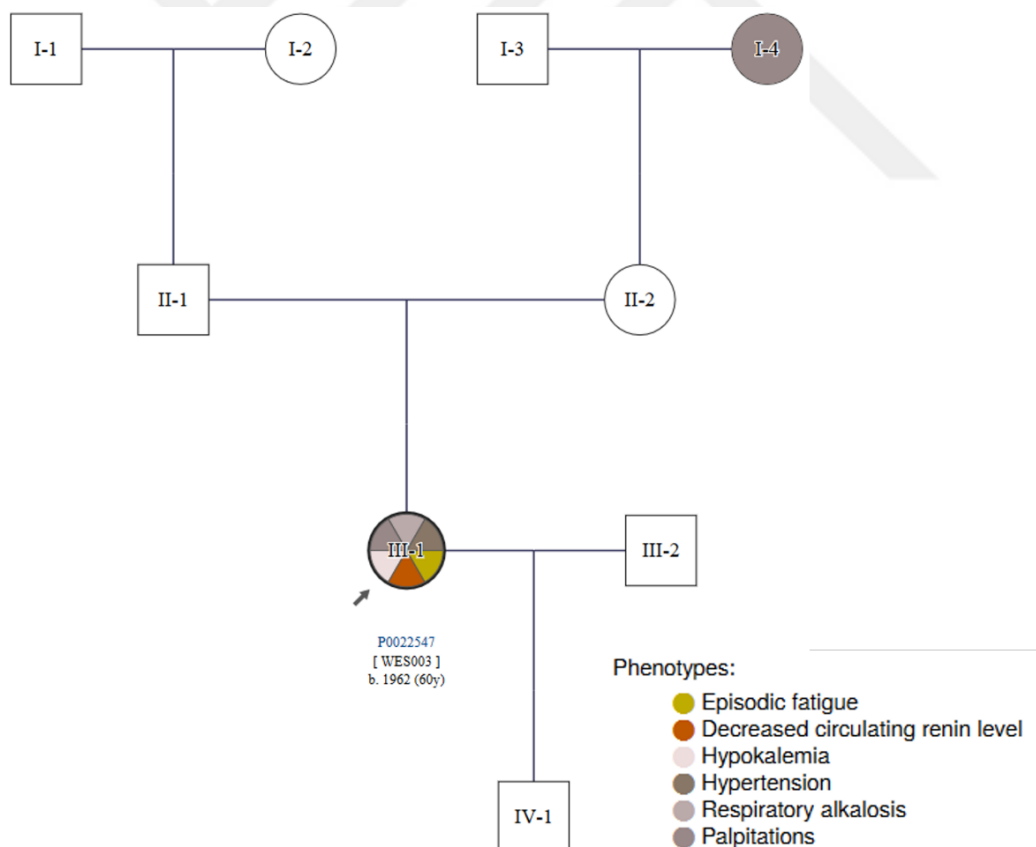 I-1
I-2
I-3
I-4
II-1
II-2
III-1
III-2
P0022547
[ WES003 ]
b. 1962 (60y)
Phenotypes:
Episodic fatigue
Decreased circulating renin level
Hypokalemia
Hypertension
Respiratory alkalosis
Palpitations
IV-1